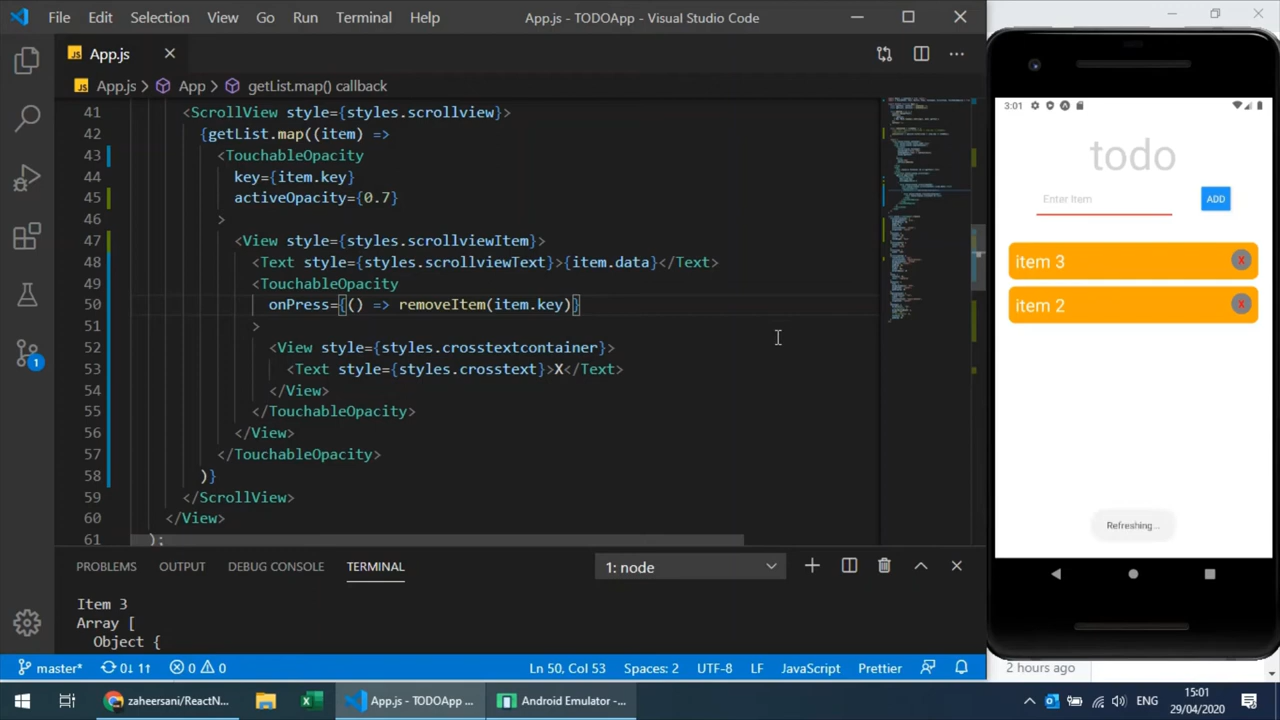 File Edit Selection View Go Run Terminal Help App.js - TODOApp - Visual Studio Code
JS App.js
JS App.js > App > getList.map() callback
41 <ScrollView style={styles.scrollview}>
42 {getList.map((item) =>
43 <TouchableOpacity
44 key={item.key}
45 activeOpacity={0.7}
46 >
47 <View style={styles.scrollviewItem}>
48 <Text style={styles.scrollviewText}>{item.data}</Text>
49 <TouchableOpacity
50 onPress={() => removeItem(item.key)}
51 >
52 <View style={styles.crosstextcontainer}>
53 <Text style={styles.crosstext}>X</Text>
54 </View>
55 </TouchableOpacity>
56 </View>
57 </TouchableOpacity>
58 )}
59 </ScrollView>
60 </View>
61 );
PROBLEMS OUTPUT DEBUG CONSOLE TERMINAL 1: node
Item 3
Array [
Object {
1
master* 0↓ 1↑ 0 0 Ln 50, Col 53 Spaces: 2 UTF-8 LF JavaScript Prettier
3:01
todo
Enter Item ADD
item 3 X
item 2 X
Refreshing...
2 hours ago
zaheersani/ReactN... App.js - TODOApp ... Android Emulator -... ENG 15:01
29/04/2020